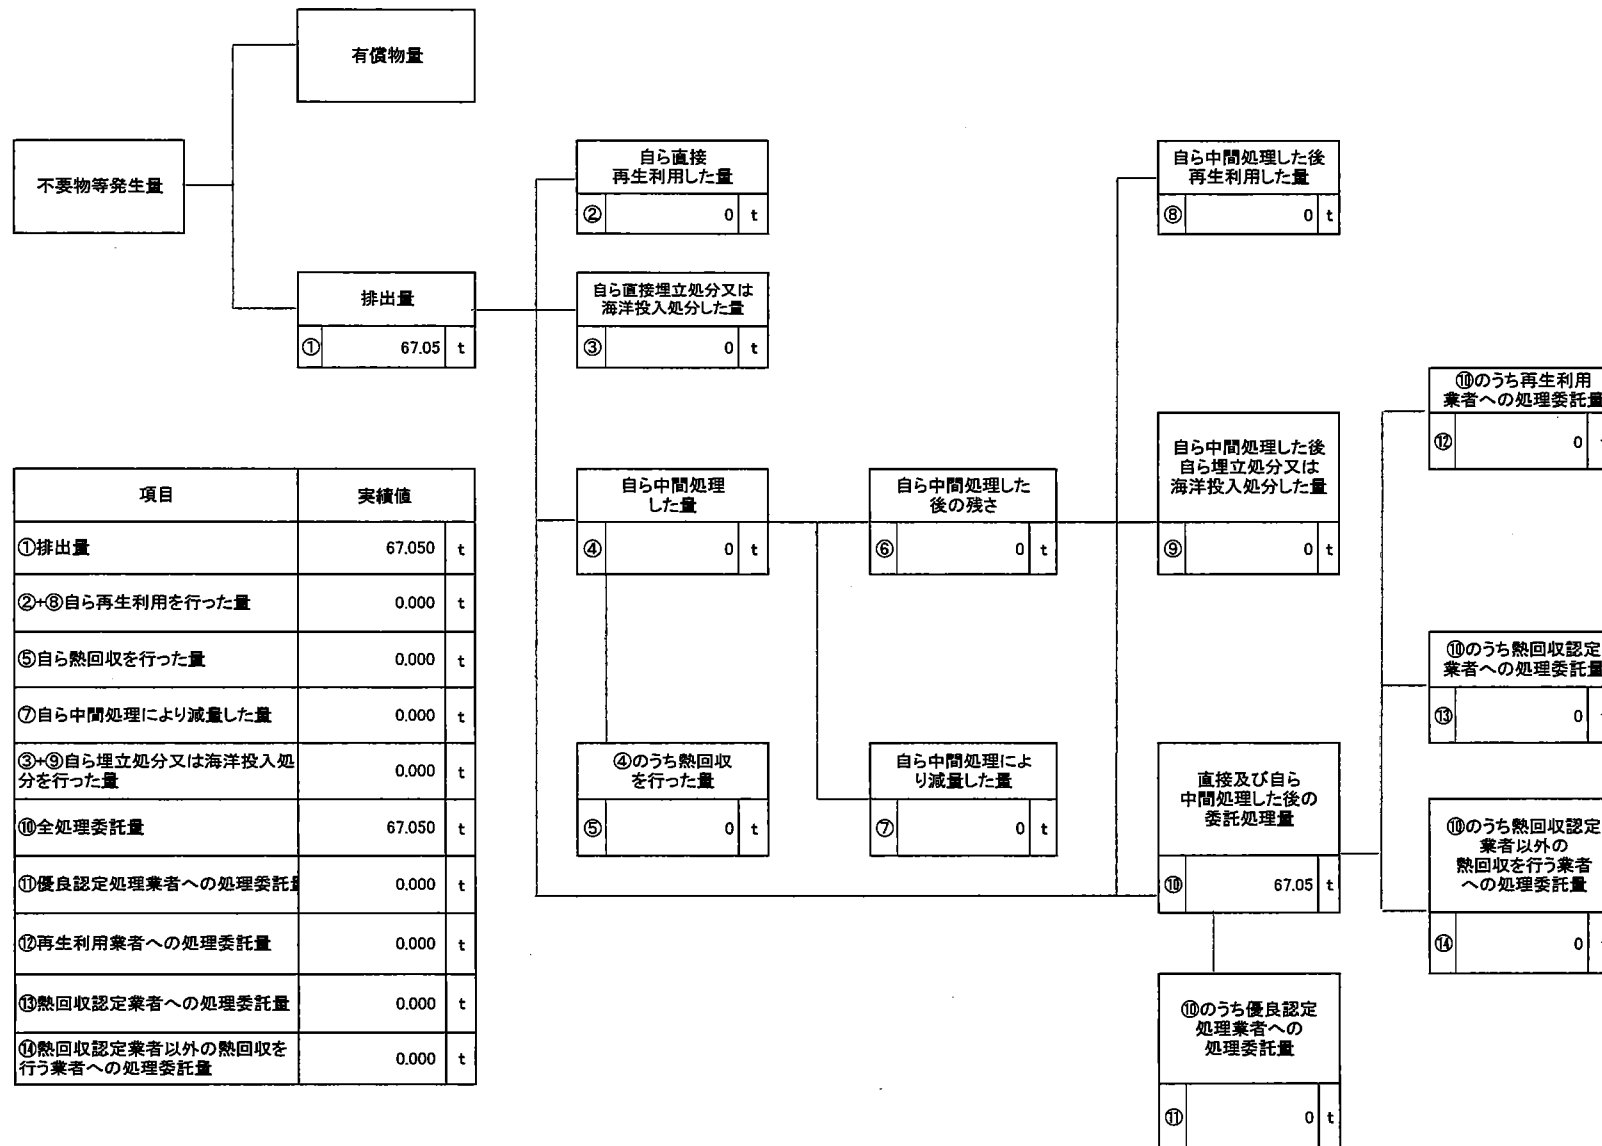 有償物量
不要物等発生量
排出量
① 67.05 t
自ら直接
再生利用した量
② 0 t
自ら直接埋立処分又は
海洋投入処分した量
③ 0 t
自ら中間処理
した量
④ 0 t
④のうち熱回収
を行った量
⑤ 0 t
自ら中間処理した
後の残さ
⑥ 0 t
自ら中間処理によ
り減量した量
⑦ 0 t
自ら中間処理した後
再生利用した量
⑧ 0 t
自ら中間処理した後
自ら埋立処分又は
海洋投入処分した量
⑨ 0 t
直接及び自ら
中間処理した後の
委託処理量
⑩ 67.05 t
⑩のうち優良認定
処理業者への
処理委託量
⑪ 0 t
⑩のうち再生利用
業者への処理委託量
⑫ 0
⑩のうち熱回収認定
業者への処理委託量
⑬ 0
⑩のうち熱回収認定
業者以外の
熱回収を行う業者
への処理委託量
⑭ 0
項目 実績値
①排出量 67.050 t
②+⑧自ら再生利用を行った量 0.000 t
⑤自ら熱回収を行った量 0.000 t
⑦自ら中間処理により減量した量 0.000 t
③+⑨自ら埋立処分又は海洋投入処
分を行った量 0.000 t
⑩全処理委託量 67.050 t
⑪優良認定処理業者への処理委託量 0.000 t
⑫再生利用業者への処理委託量 0.000 t
⑬熱回収認定業者への処理委託量 0.000 t
⑭熱回収認定業者以外の熱回収を
行う業者への処理委託量 0.000 t